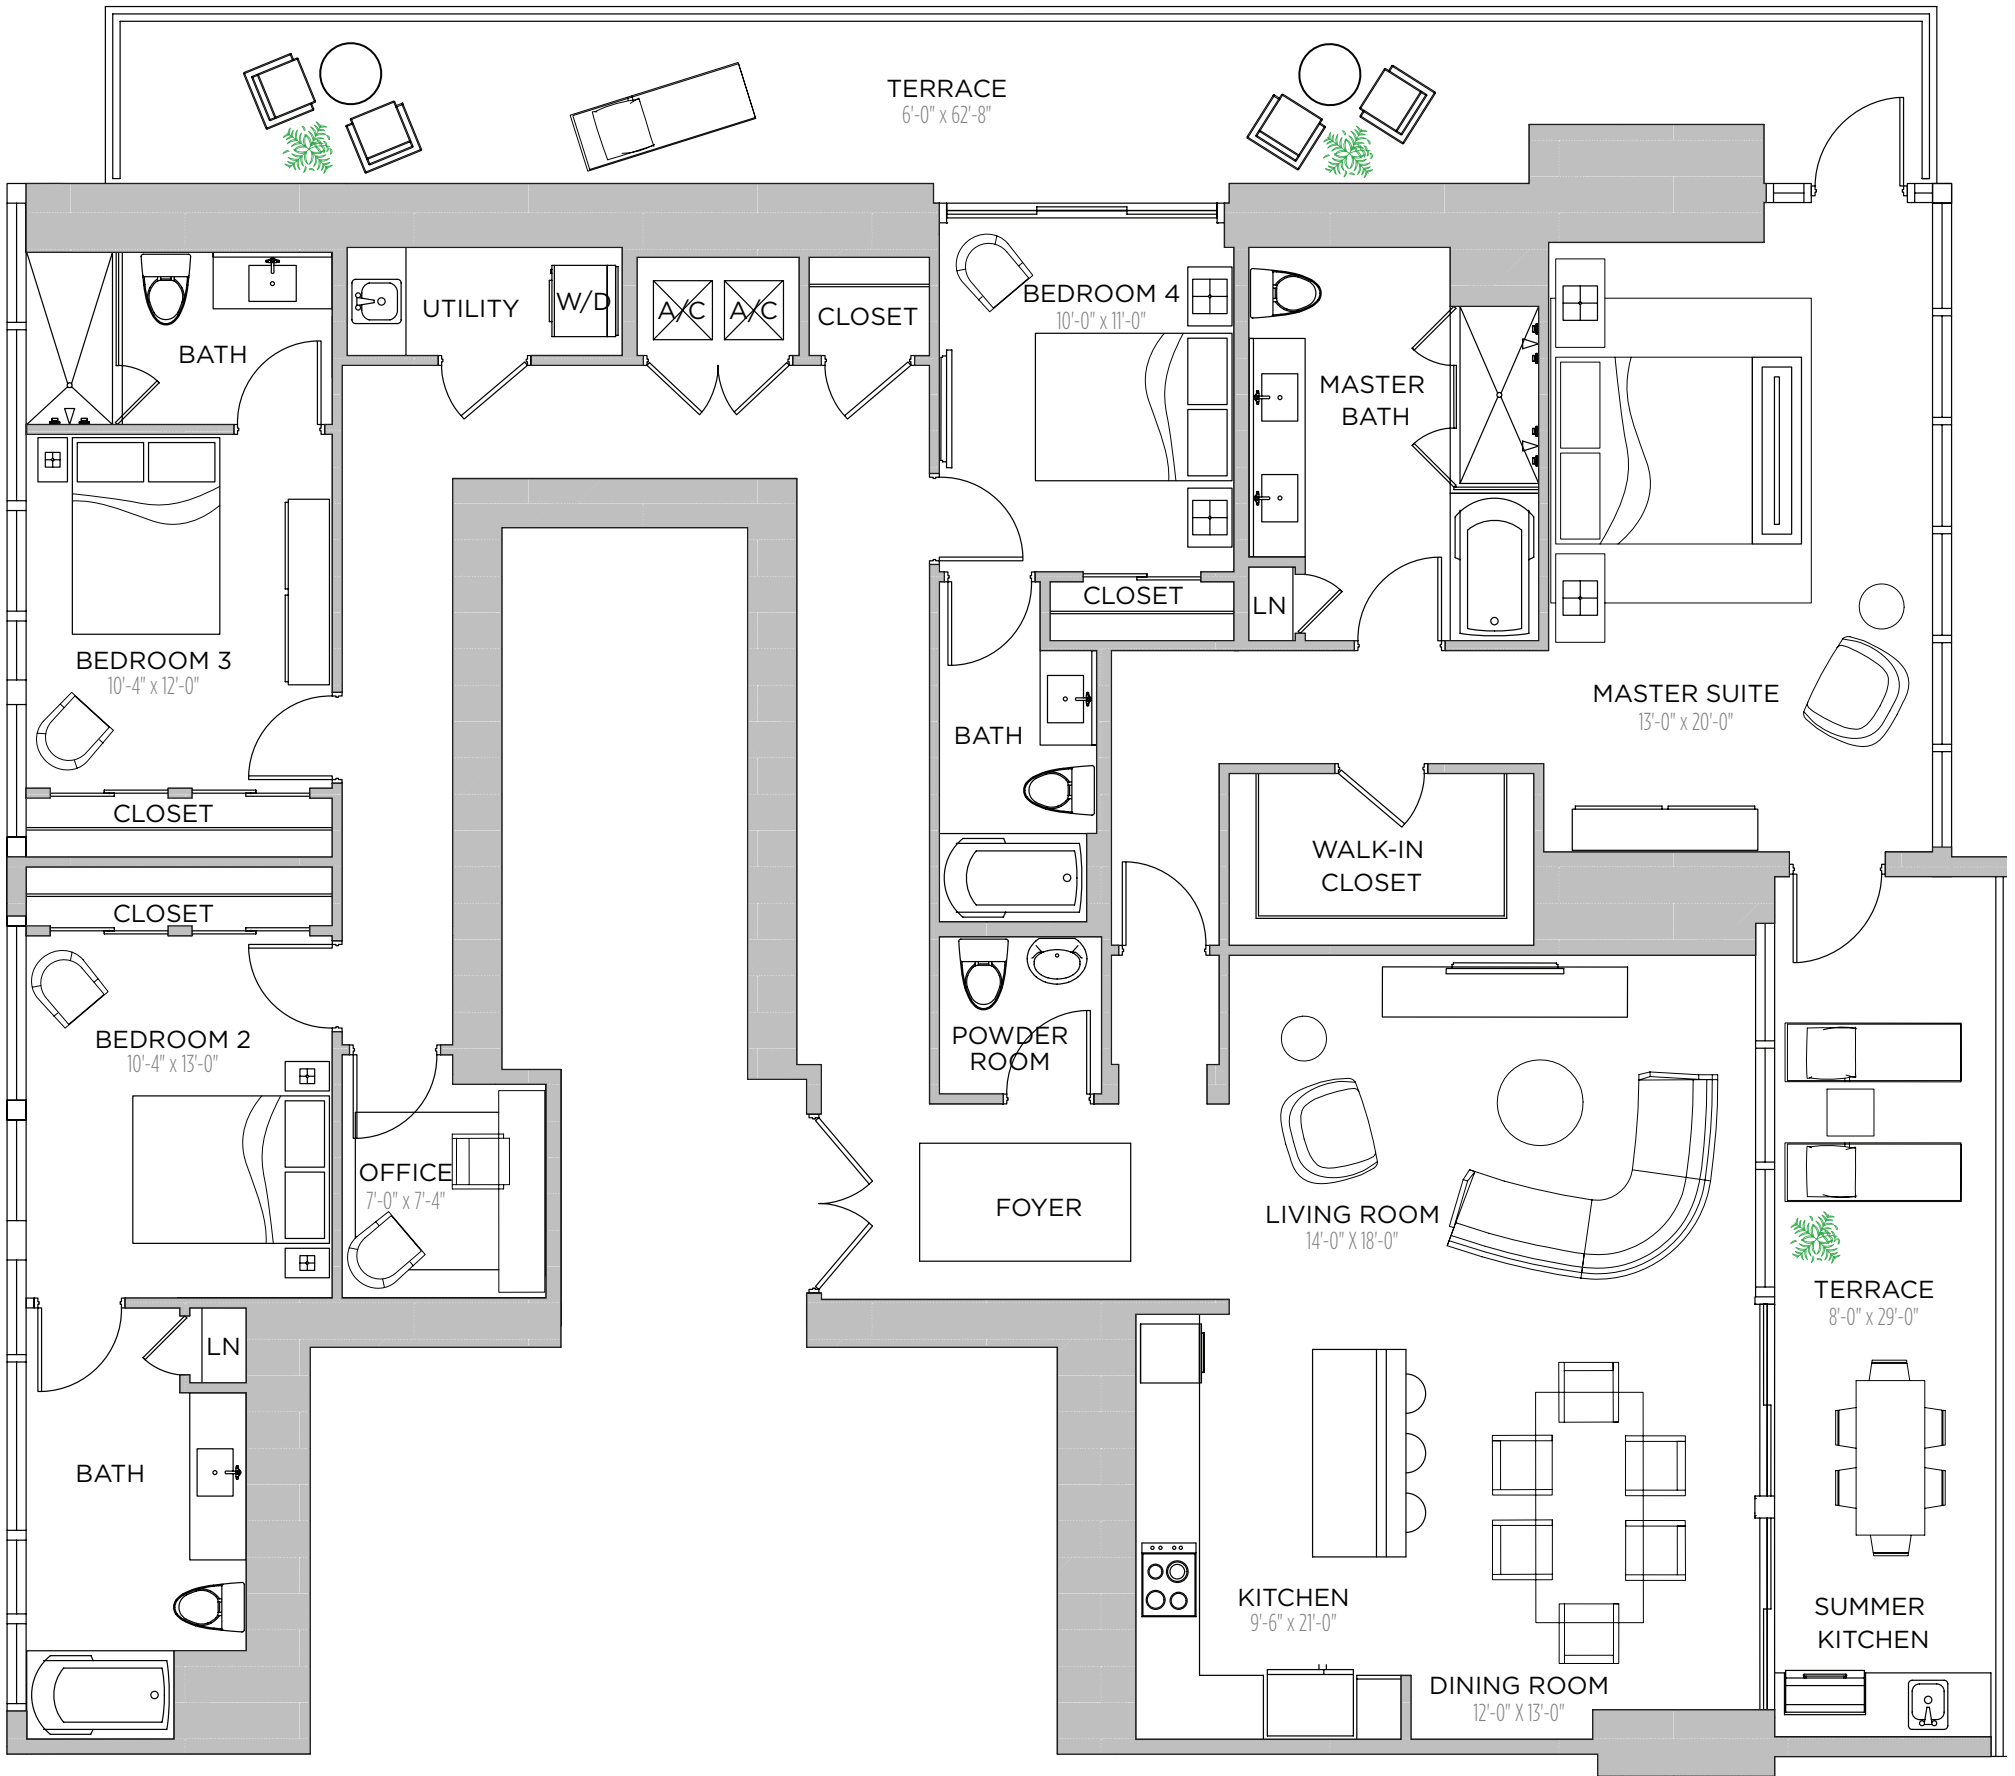 TERRACE
6'-0" x 62'-8"
BATH
UTILITY
W/D
A/C
A/C
CLOSET
BEDROOM 4
10'-0" x 11'-0"
MASTER
BATH
BEDROOM 3
10'-4" x 12'-0"
CLOSET
LN
MASTER SUITE
13'-0" x 20'-0"
BATH
CLOSET
CLOSET
WALK-IN
CLOSET
BEDROOM 2
10'-4" x 13'-0"
POWDER
ROOM
OFFICE
7'-0" x 7'-4"
FOYER
LIVING ROOM
14'-0" X 18'-0"
TERRACE
8'-0" x 29'-0"
LN
BATH
KITCHEN
9'-6" x 21'-0"
SUMMER
KITCHEN
DINING ROOM
12'-0" X 13'-0"